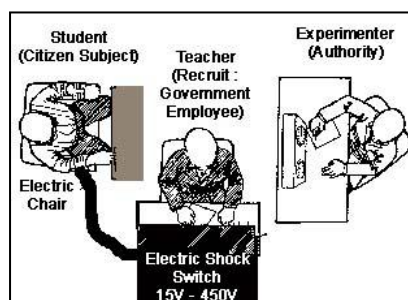 Student
(Citizen Subject)
Teacher
(Recruit :
Government
Employee)
Experimenter
(Authority)
Electric
Chair
Electric Shock
Switch
15V - 450V